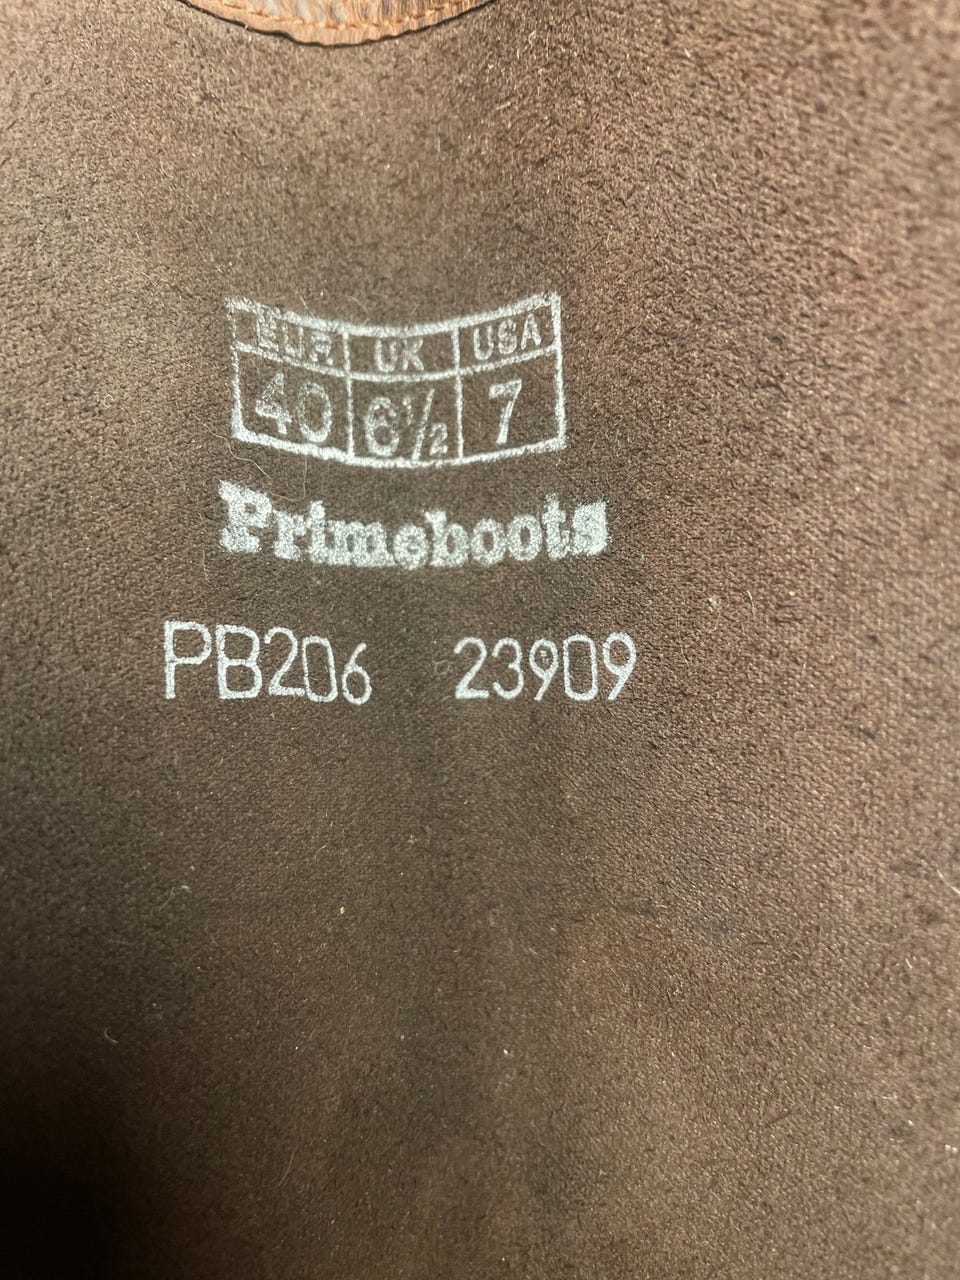 EUR UK USA
40 6½ 7
Primeboots
PB206 23909